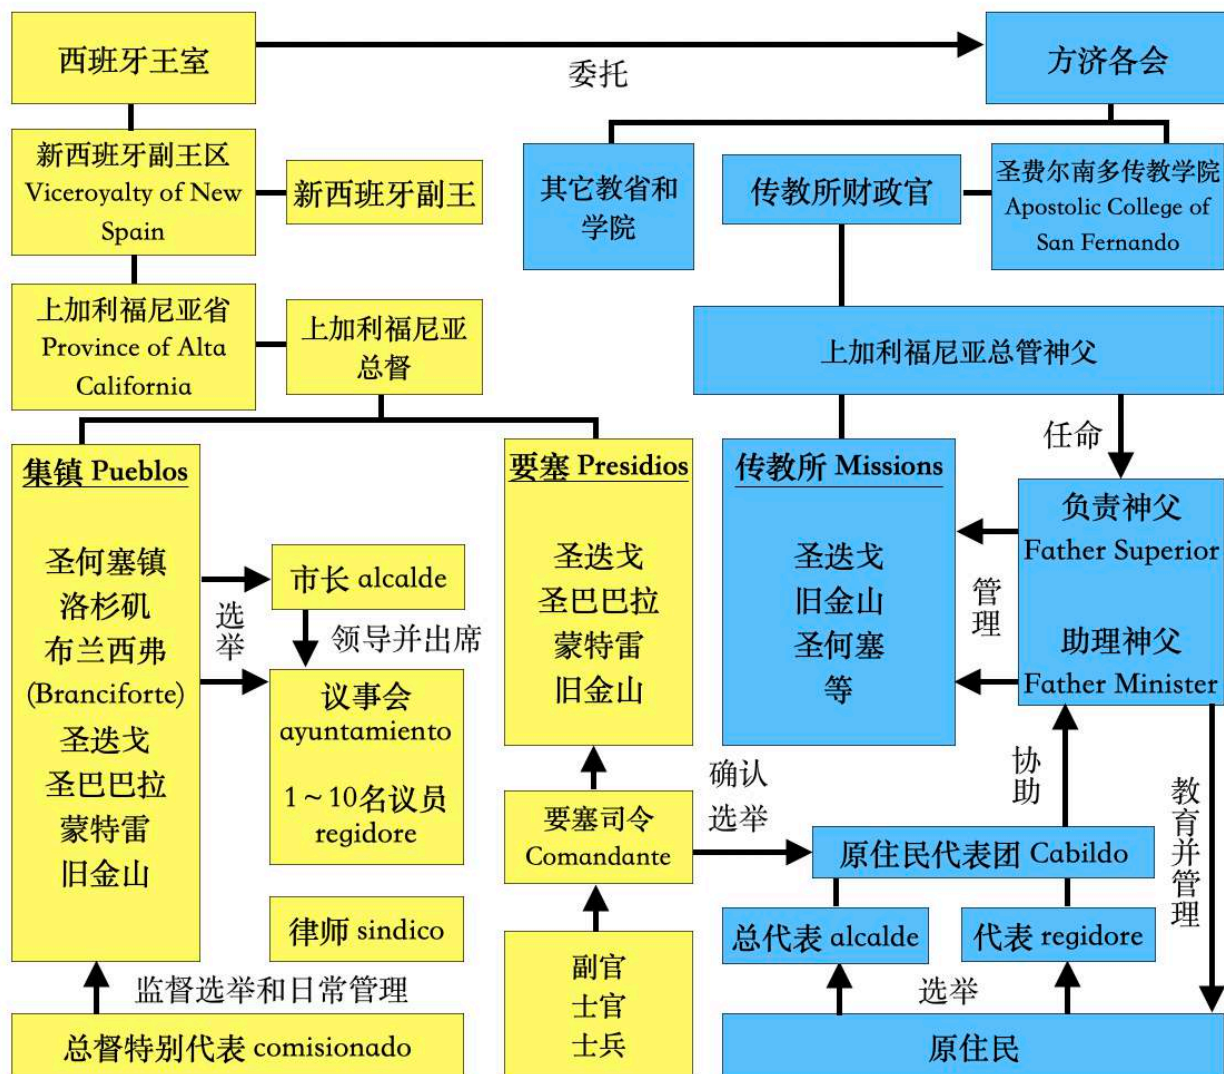 西班牙王室
委托
方济各会
新西班牙副王区
Viceroyalty of New
Spain
新西班牙副王
其它教省和
学院
传教所财政官
圣费尔南多传教学院
Apostolic College of
San Fernando
上加利福尼亚省
Province of Alta
California
上加利福尼亚
总督
上加利福尼亚总管神父
任命
集镇 Pueblos
圣何塞镇
洛杉矶
布兰西弗
(Branciforte)
圣迭戈
圣巴巴拉
蒙特雷
旧金山
选举
市长 alcalde
领导并出席
议事会
ayuntamiento
1～10名议员
regidore
律师 sindico
监督选举和日常管理
总督特别代表 comisionado
要塞 Presidios
圣迭戈
圣巴巴拉
蒙特雷
旧金山
要塞司令
Comandante
副官
士官
士兵
确认
选举
传教所 Missions
圣迭戈
旧金山
圣何塞
等
管理
负责神父
Father Superior
助理神父
Father Minister
协助
教育并管理
原住民代表团 Cabildo
总代表 alcalde
代表 regidore
选举
原住民